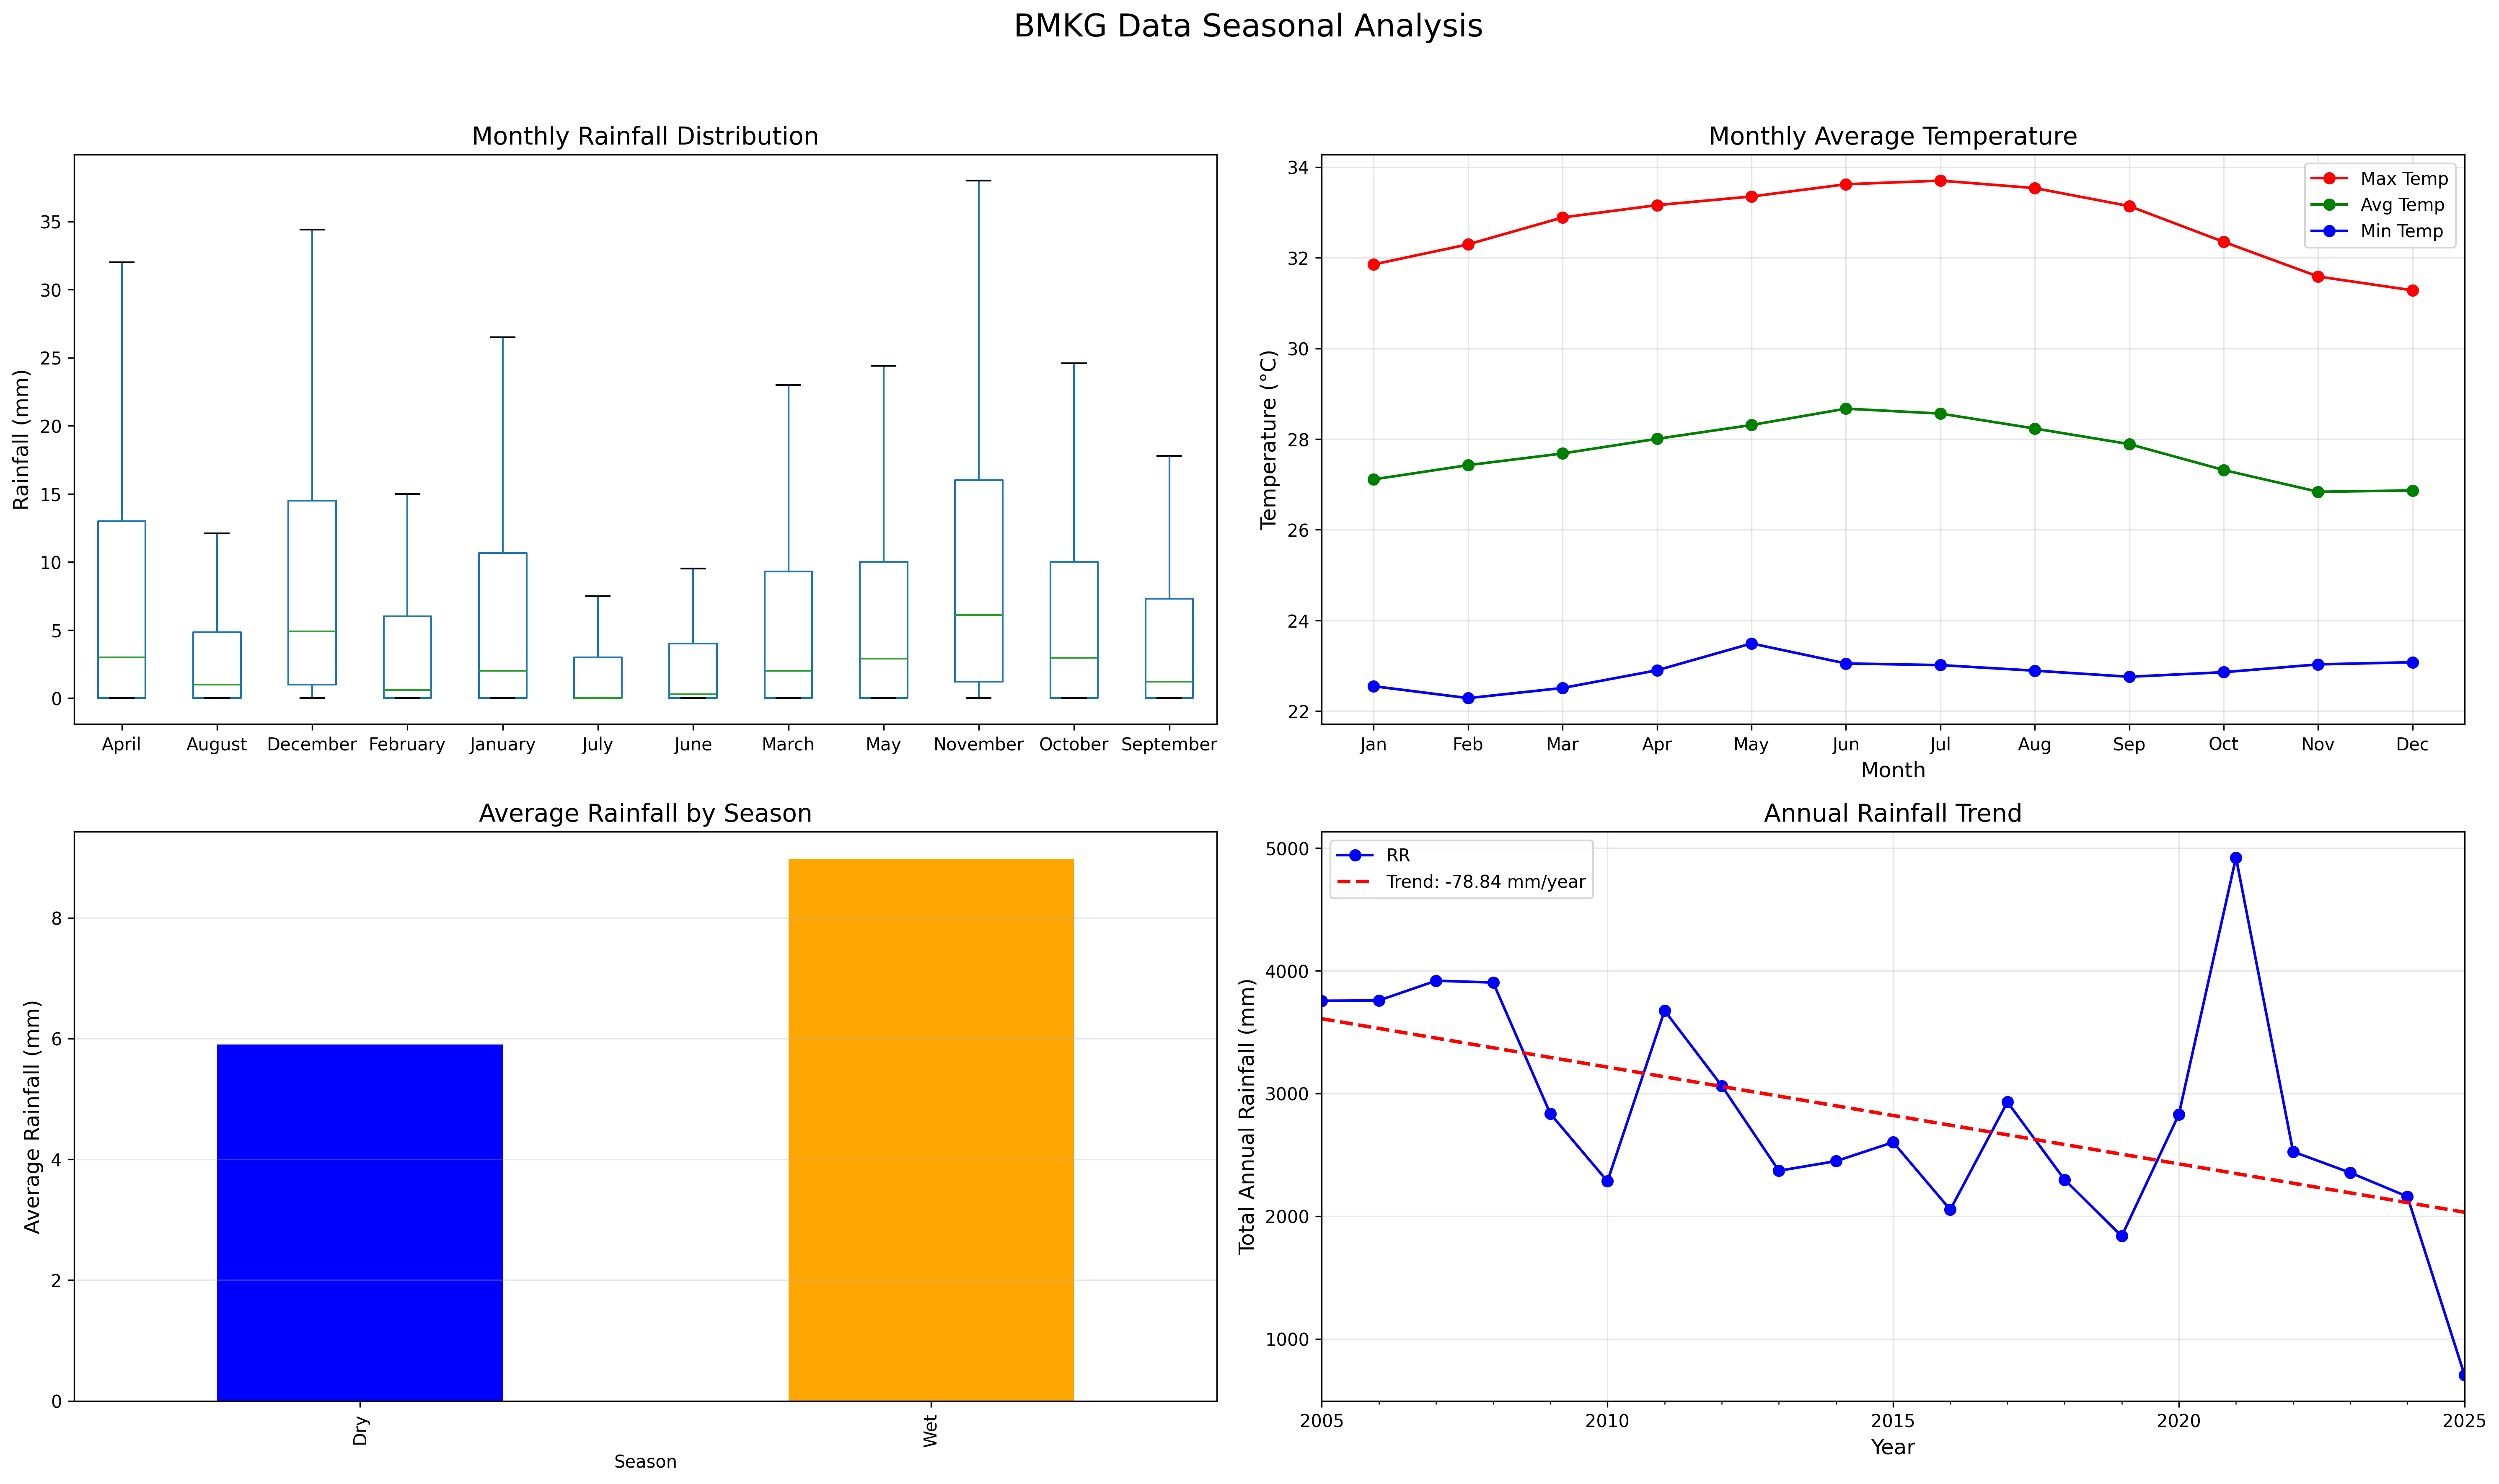 BMKG Data Seasonal Analysis
Monthly Rainfall Distribution
Rainfall (mm)
35
30
25
20
15
10
5
0
April August December February January July June March May November October September
Monthly Average Temperature
Temperature (°C)
34
32
30
28
26
24
22
Max Temp
Avg Temp
Min Temp
Jan Feb Mar Apr May Jun Jul Aug Sep Oct Nov Dec
Month
Average Rainfall by Season
Average Rainfall (mm)
8
6
4
2
0
Dry Wet
Season
Annual Rainfall Trend
Total Annual Rainfall (mm)
5000
4000
3000
2000
1000
RR
Trend: -78.84 mm/year
2005 2010 2015 2020 2025
Year